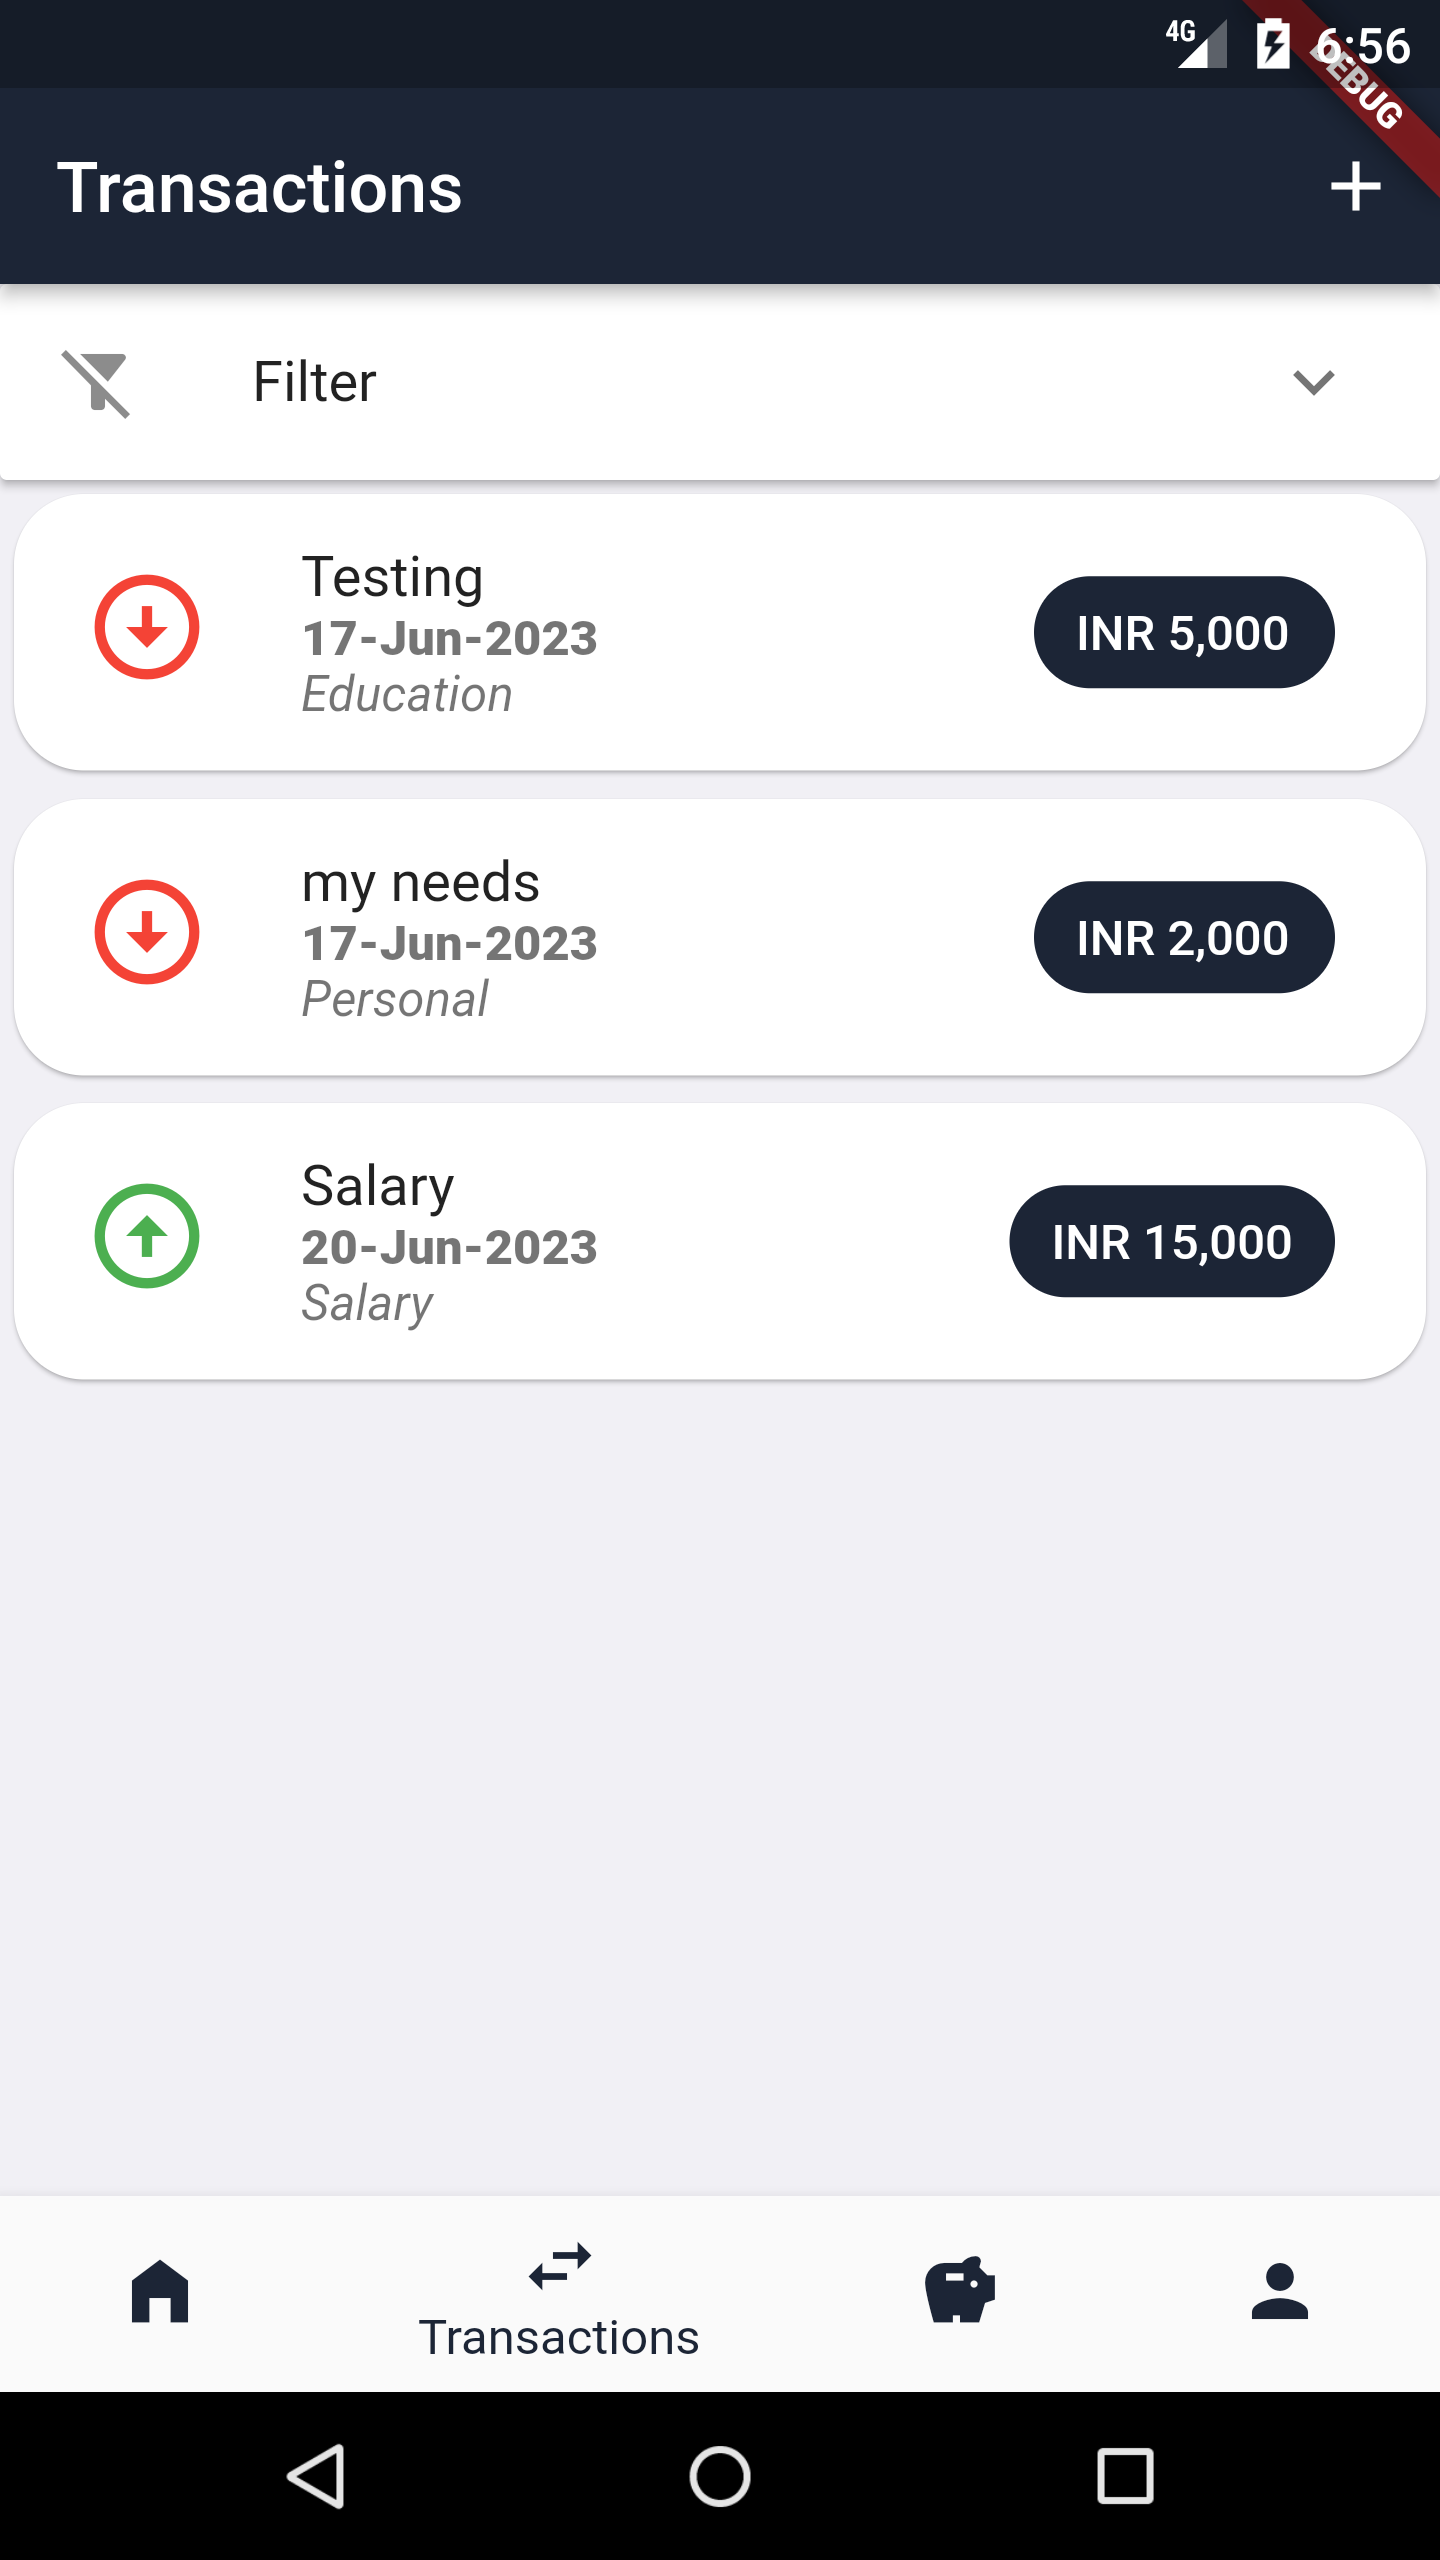 4G 6:56
DEBUG
Transactions
Filter
Testing
17-Jun-2023
Education
INR 5,000
my needs
17-Jun-2023
Personal
INR 2,000
Salary
20-Jun-2023
Salary
INR 15,000
Transactions